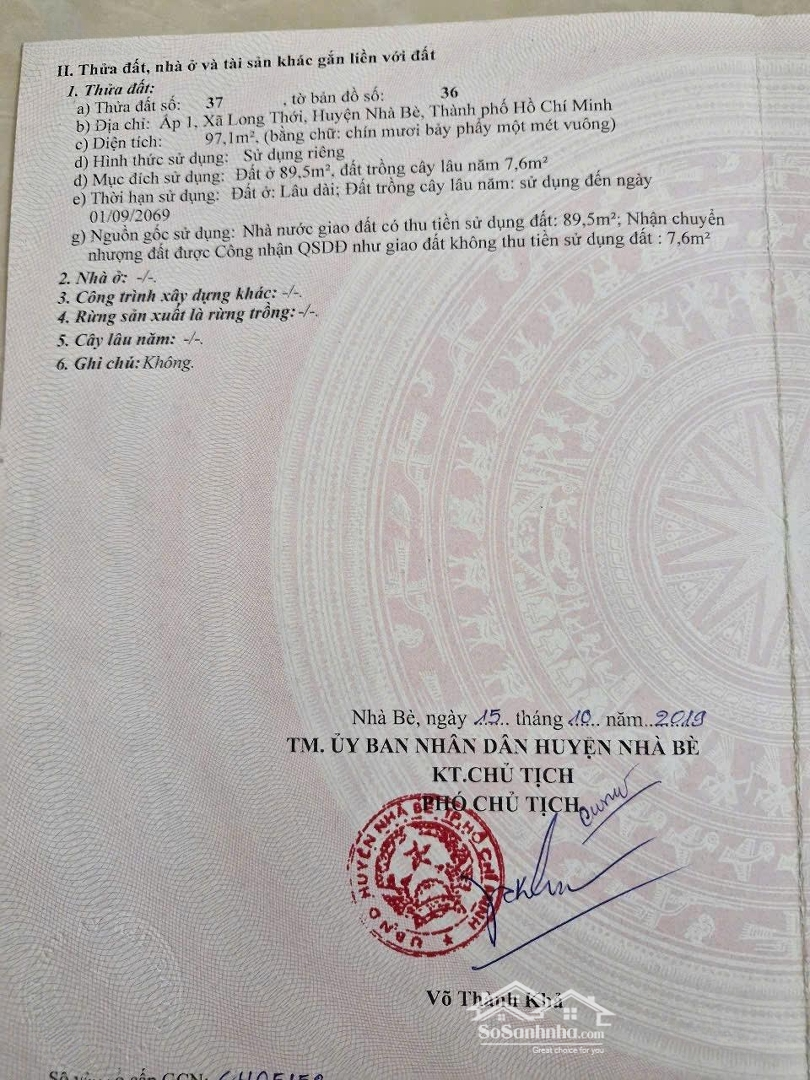 II. Thửa đất, nhà ở và tài sản khác gắn liền với đất
1. Thửa đất:
a) Thửa đất số: 37 , tờ bản đồ số: 36
b) Địa chỉ: Ấp 1, Xã Long Thới, Huyện Nhà Bè, Thành phố Hồ Chí Minh
c) Diện tích: 97,1m², (bằng chữ: chín mươi bảy phẩy một mét vuông)
d) Hình thức sử dụng: Sử dụng riêng
đ) Mục đích sử dụng: Đất ở 89,5m², đất trồng cây lâu năm 7,6m²
e) Thời hạn sử dụng: Đất ở: Lâu dài; Đất trồng cây lâu năm: sử dụng đến ngày
01/09/2069
g) Nguồn gốc sử dụng: Nhà nước giao đất có thu tiền sử dụng đất: 89,5m²; Nhận chuyển
nhượng đất được Công nhận QSDĐ như giao đất không thu tiền sử dụng đất : 7,6m²
2. Nhà ở: -/-.
3. Công trình xây dựng khác: -/-.
4. Rừng sản xuất là rừng trồng: -/-.
5. Cây lâu năm: -/-.
6. Ghi chú: Không.
Nhà Bè, ngày 15 tháng 10 năm 2019
TM. ỦY BAN NHÂN DÂN HUYỆN NHÀ BÈ
KT.CHỦ TỊCH
PHÓ CHỦ TỊCH
U.B.N.D HUYỆN NHÀ BÈ T.P.HỒ CHÍ MINH
Võ Thành Khả
SoSanhnha.com
Great choice for you